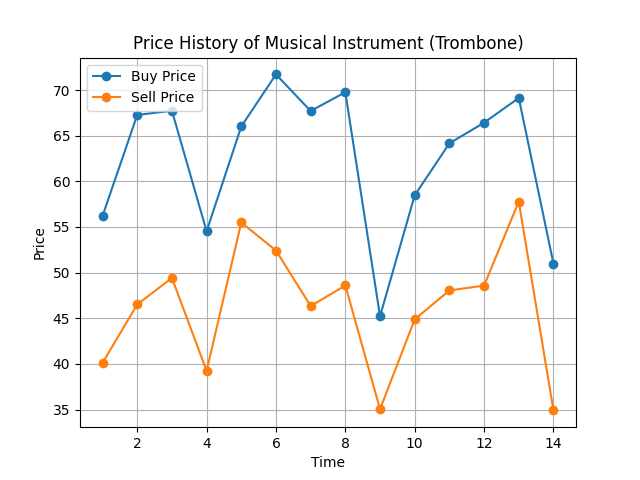 Price History of Musical Instrument (Trombone)
Buy Price
Sell Price
Price
70
65
60
55
50
45
40
35
2 4 6 8 10 12 14
Time